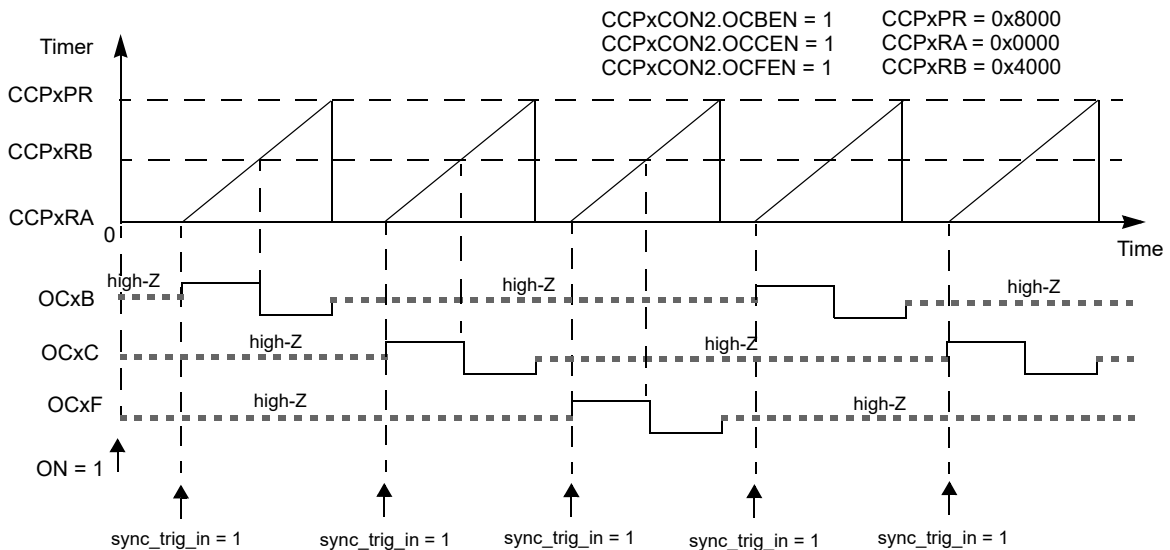 CCPxCON2.OCBEN = 1 CCPxPR = 0x8000
Timer
CCPxCON2.OCCEN = 1 CCPxRA = 0x0000
CCPxCON2.OCFEN = 1 CCPxRB = 0x4000
CCPxPR
CCPxRB
CCPxRA
0
Time
high-Z high-Z high-Z
OCxB
high-Z high-Z
OCxC
high-Z high-Z
OCxF
ON = 1
sync_trig_in = 1 sync_trig_in = 1 sync_trig_in = 1 sync_trig_in = 1 sync_trig_in = 1